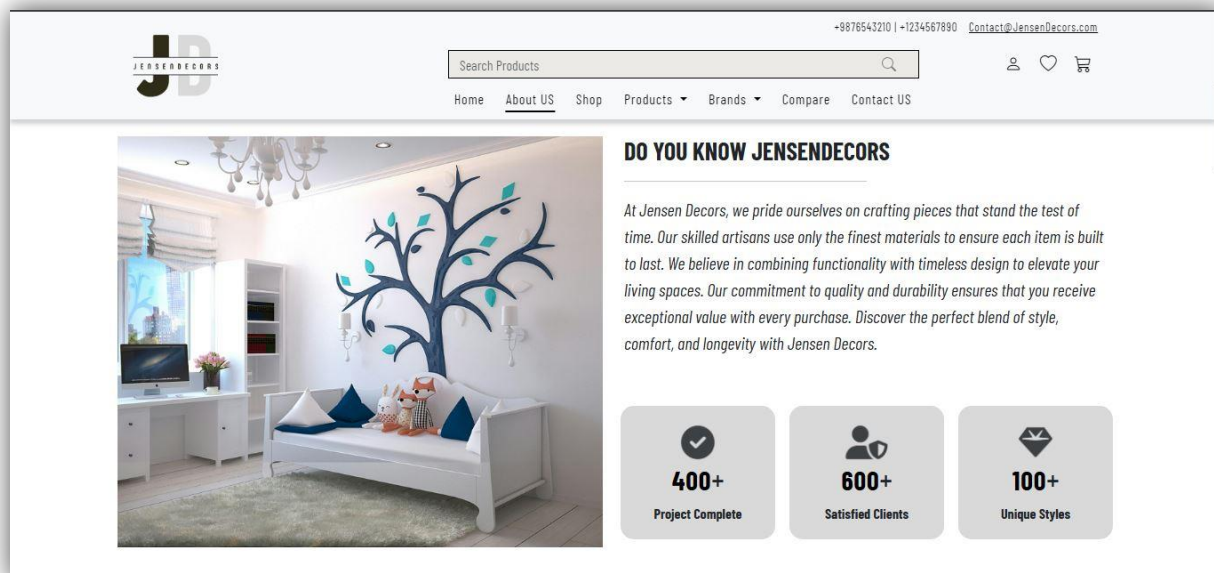 +9876543210 | +1234567890 Contact@JensenDecors.com
JD
JENSENDECORS
Search Products
Home About US Shop Products Brands Compare Contact US
DO YOU KNOW JENSENDECORS
At Jensen Decors, we pride ourselves on crafting pieces that stand the test of
time. Our skilled artisans use only the finest materials to ensure each item is built
to last. We believe in combining functionality with timeless design to elevate your
living spaces. Our commitment to quality and durability ensures that you receive
exceptional value with every purchase. Discover the perfect blend of style,
comfort, and longevity with Jensen Decors.
400+ 600+ 100+
Project Complete Satisfied Clients Unique Styles